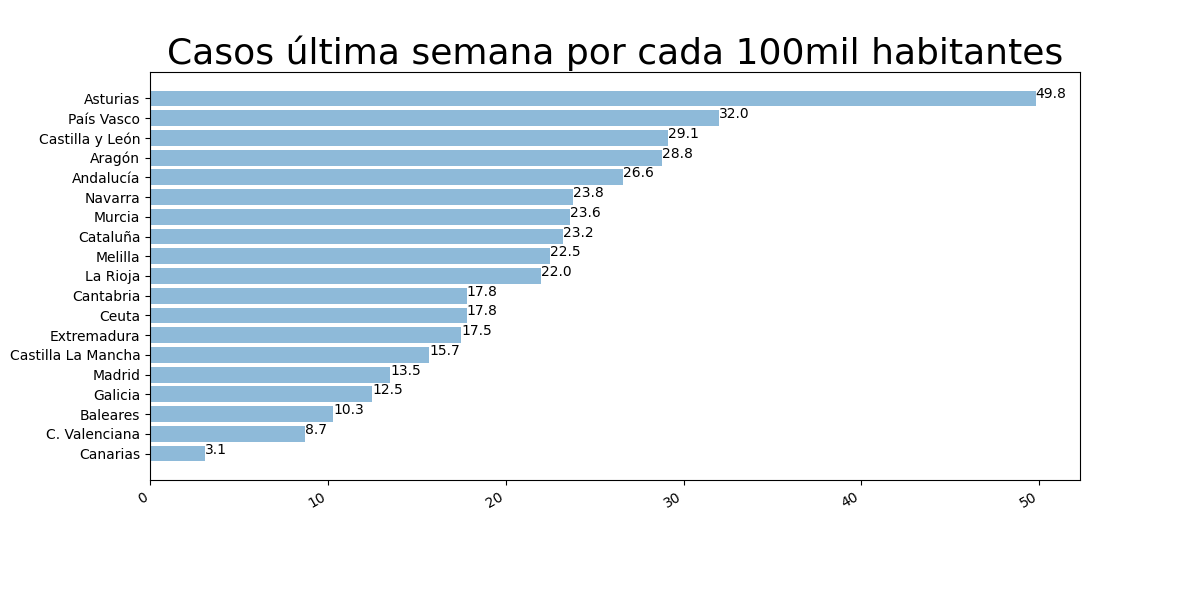 Casos última semana por cada 100mil habitantes
Asturias 49.8
País Vasco 32.0
Castilla y León 29.1
Aragón 28.8
Andalucía 26.6
Navarra 23.8
Murcia 23.6
Cataluña 23.2
Melilla 22.5
La Rioja 22.0
Cantabria 17.8
Ceuta 17.8
Extremadura 17.5
Castilla La Mancha 15.7
Madrid 13.5
Galicia 12.5
Baleares 10.3
C. Valenciana 8.7
Canarias 3.1
0 10 20 30 40 50